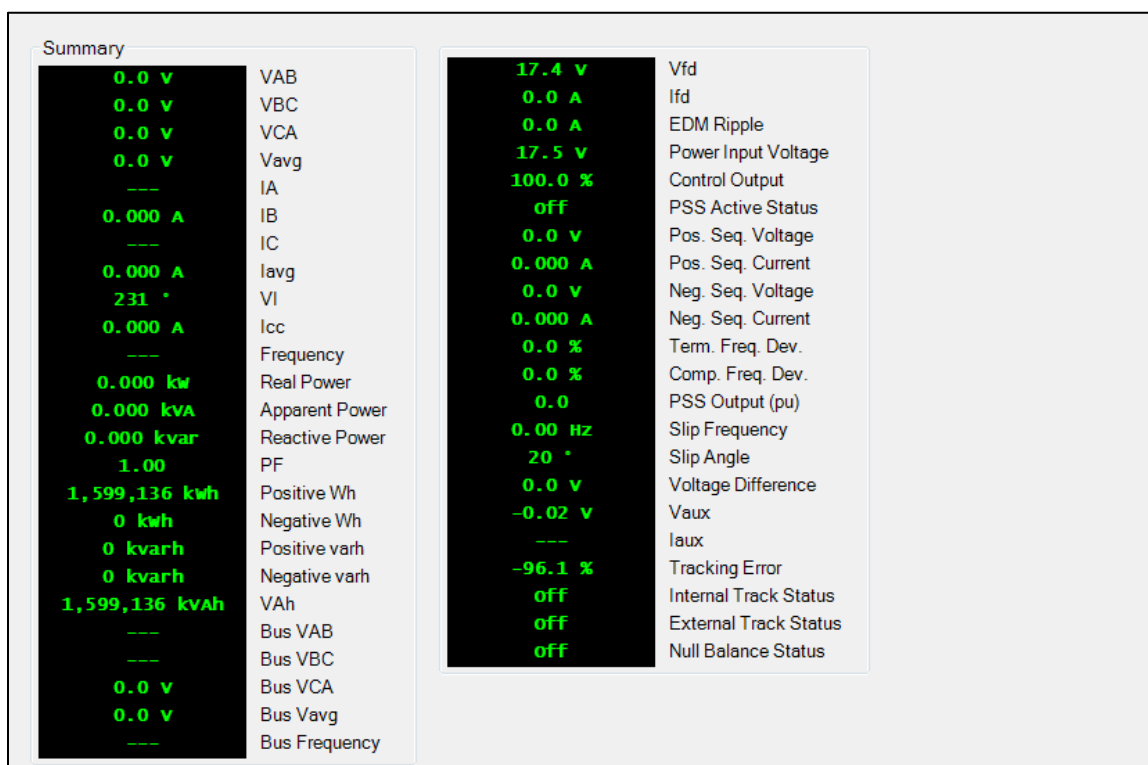 Summary
0.0 V VAB
0.0 V VBC
0.0 V VCA
0.0 V Vavg
--- IA
0.000 A IB
--- IC
0.000 A Iavg
231 ° VI
0.000 A Icc
--- Frequency
0.000 kW Real Power
0.000 kVA Apparent Power
0.000 kvar Reactive Power
1.00 PF
1,599,136 kWh Positive Wh
0 kWh Negative Wh
0 kvarh Positive varh
0 kvarh Negative varh
1,599,136 kVAh VAh
--- Bus VAB
--- Bus VBC
0.0 V Bus VCA
0.0 V Bus Vavg
--- Bus Frequency
17.4 V Vfd
0.0 A Ifd
0.0 A EDM Ripple
17.5 V Power Input Voltage
100.0 % Control Output
Off PSS Active Status
0.0 V Pos. Seq. Voltage
0.000 A Pos. Seq. Current
0.0 V Neg. Seq. Voltage
0.000 A Neg. Seq. Current
0.0 % Term. Freq. Dev.
0.0 % Comp. Freq. Dev.
0.0 PSS Output (pu)
0.00 Hz Slip Frequency
20 ° Slip Angle
0.0 V Voltage Difference
-0.02 V Vaux
--- Iaux
-96.1 % Tracking Error
Off Internal Track Status
Off External Track Status
Off Null Balance Status